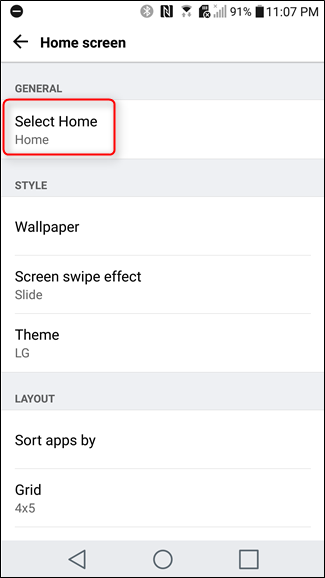 91% 11:07 PM
Home screen
GENERAL
Select Home
Home
STYLE
Wallpaper
Screen swipe effect
Slide
Theme
LG
LAYOUT
Sort apps by
Grid
4x5